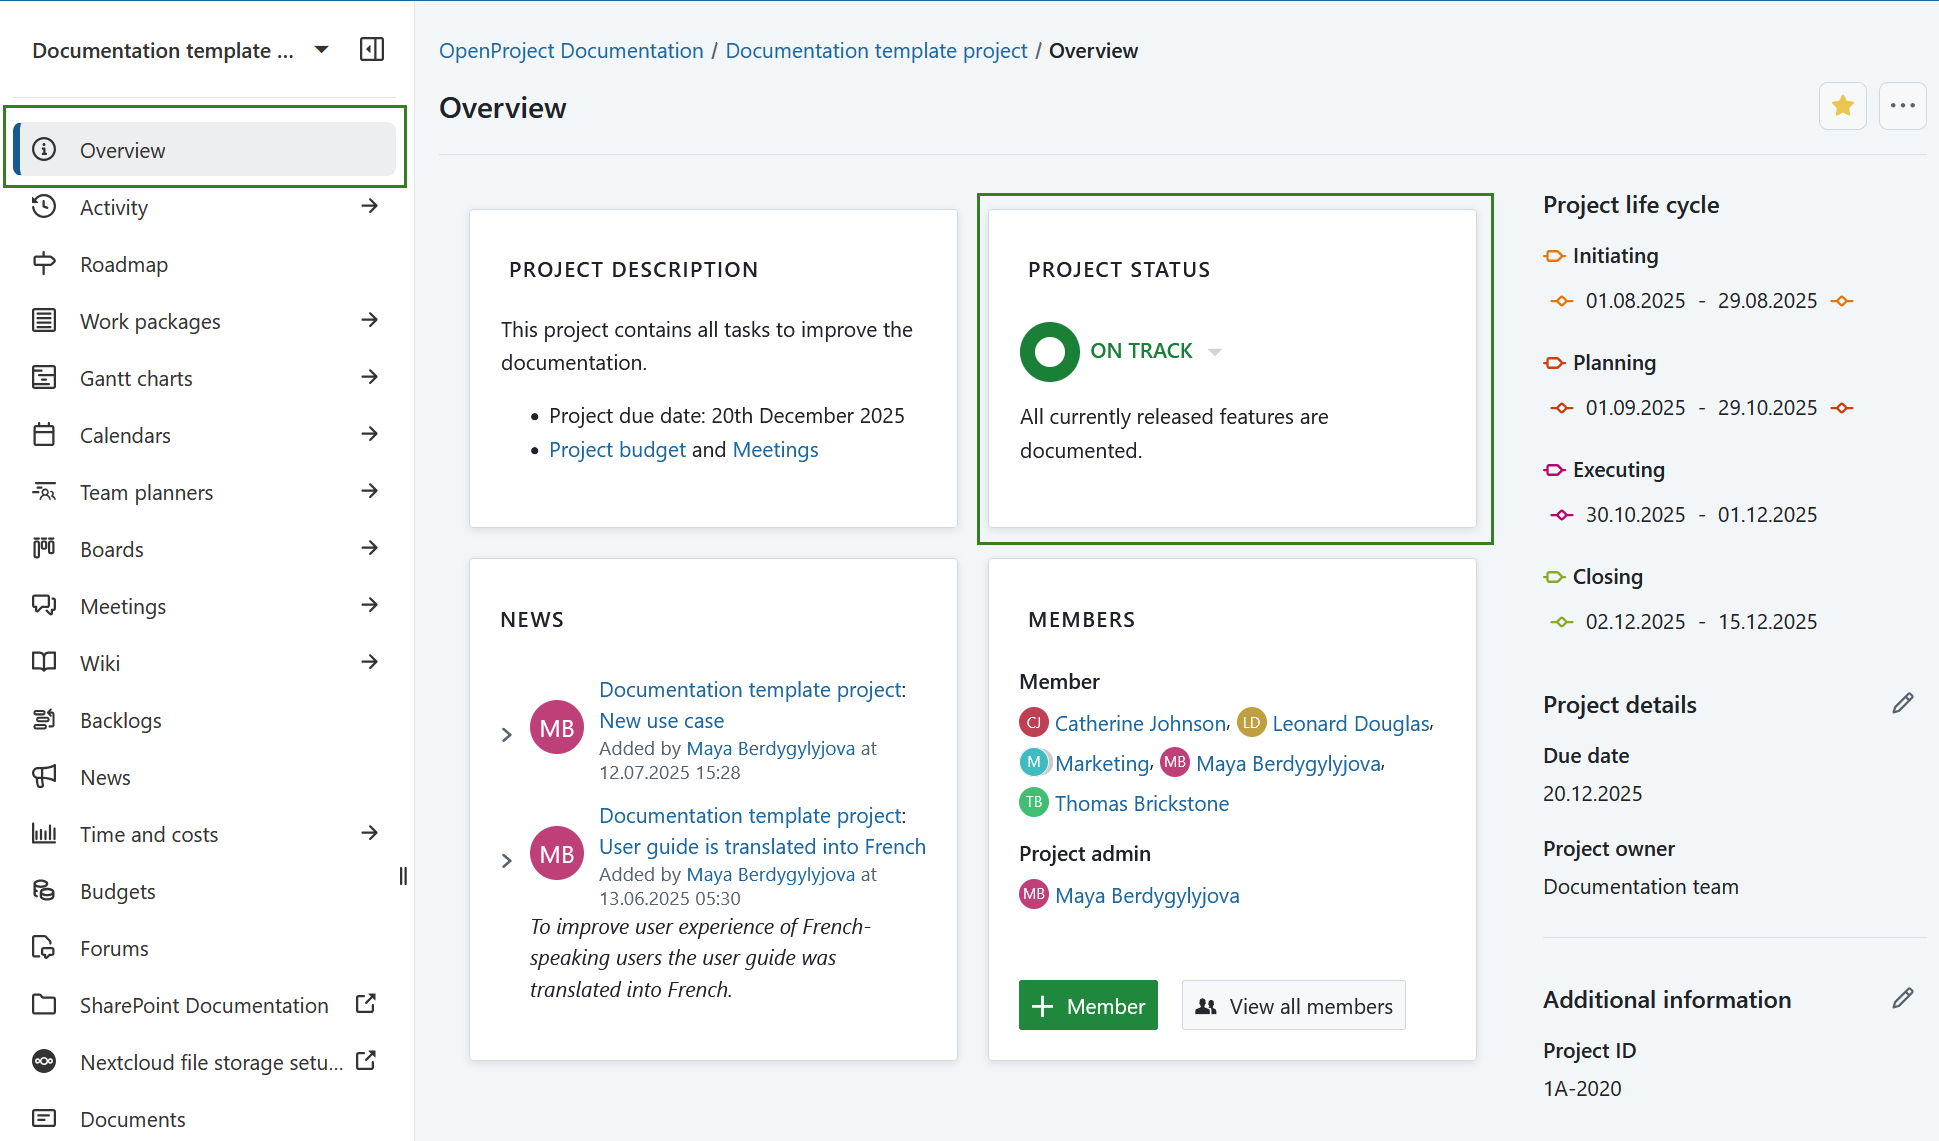 Documentation template ...
Overview
Activity
Roadmap
Work packages
Gantt charts
Calendars
Team planners
Boards
Meetings
Wiki
Backlogs
News
Time and costs
Budgets
Forums
SharePoint Documentation
Nextcloud file storage setu...
Documents
OpenProject Documentation / Documentation template project / Overview
Overview
PROJECT DESCRIPTION
This project contains all tasks to improve the
documentation.
• Project due date: 20th December 2025
• Project budget and Meetings
PROJECT STATUS
ON TRACK
All currently released features are
documented.
NEWS
MB
Documentation template project:
New use case
Added by Maya Berdygylyjova at
12.07.2025 15:28
MB
Documentation template project:
User guide is translated into French
Added by Maya Berdygylyjova at
13.06.2025 05:30
To improve user experience of French-
speaking users the user guide was
translated into French.
MEMBERS
Member
CJ Catherine Johnson, LD Leonard Douglas,
M Marketing, MB Maya Berdygylyjova,
TB Thomas Brickstone
Project admin
MB Maya Berdygylyjova
+ Member
View all members
Project life cycle
Initiating
01.08.2025 - 29.08.2025
Planning
01.09.2025 - 29.10.2025
Executing
30.10.2025 - 01.12.2025
Closing
02.12.2025 - 15.12.2025
Project details
Due date
20.12.2025
Project owner
Documentation team
Additional information
Project ID
1A-2020